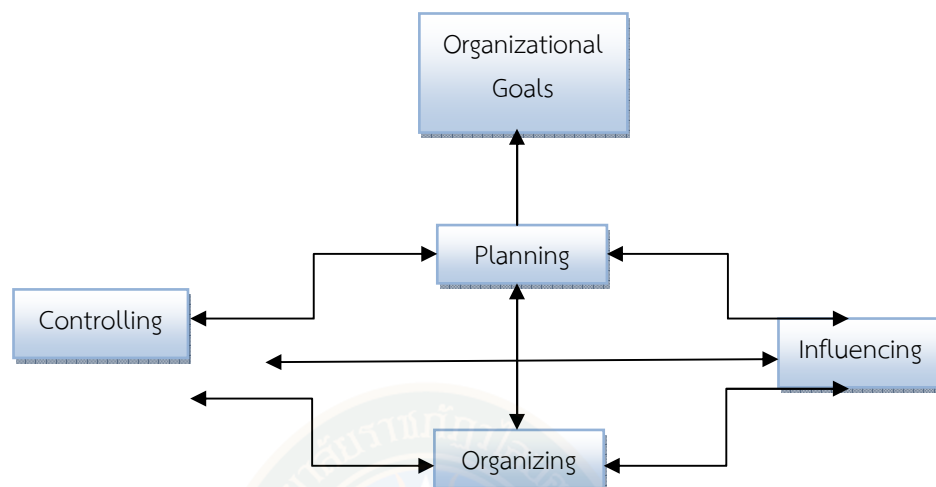 Organizational
Goals
Planning
Controlling
Influencing
Organizing